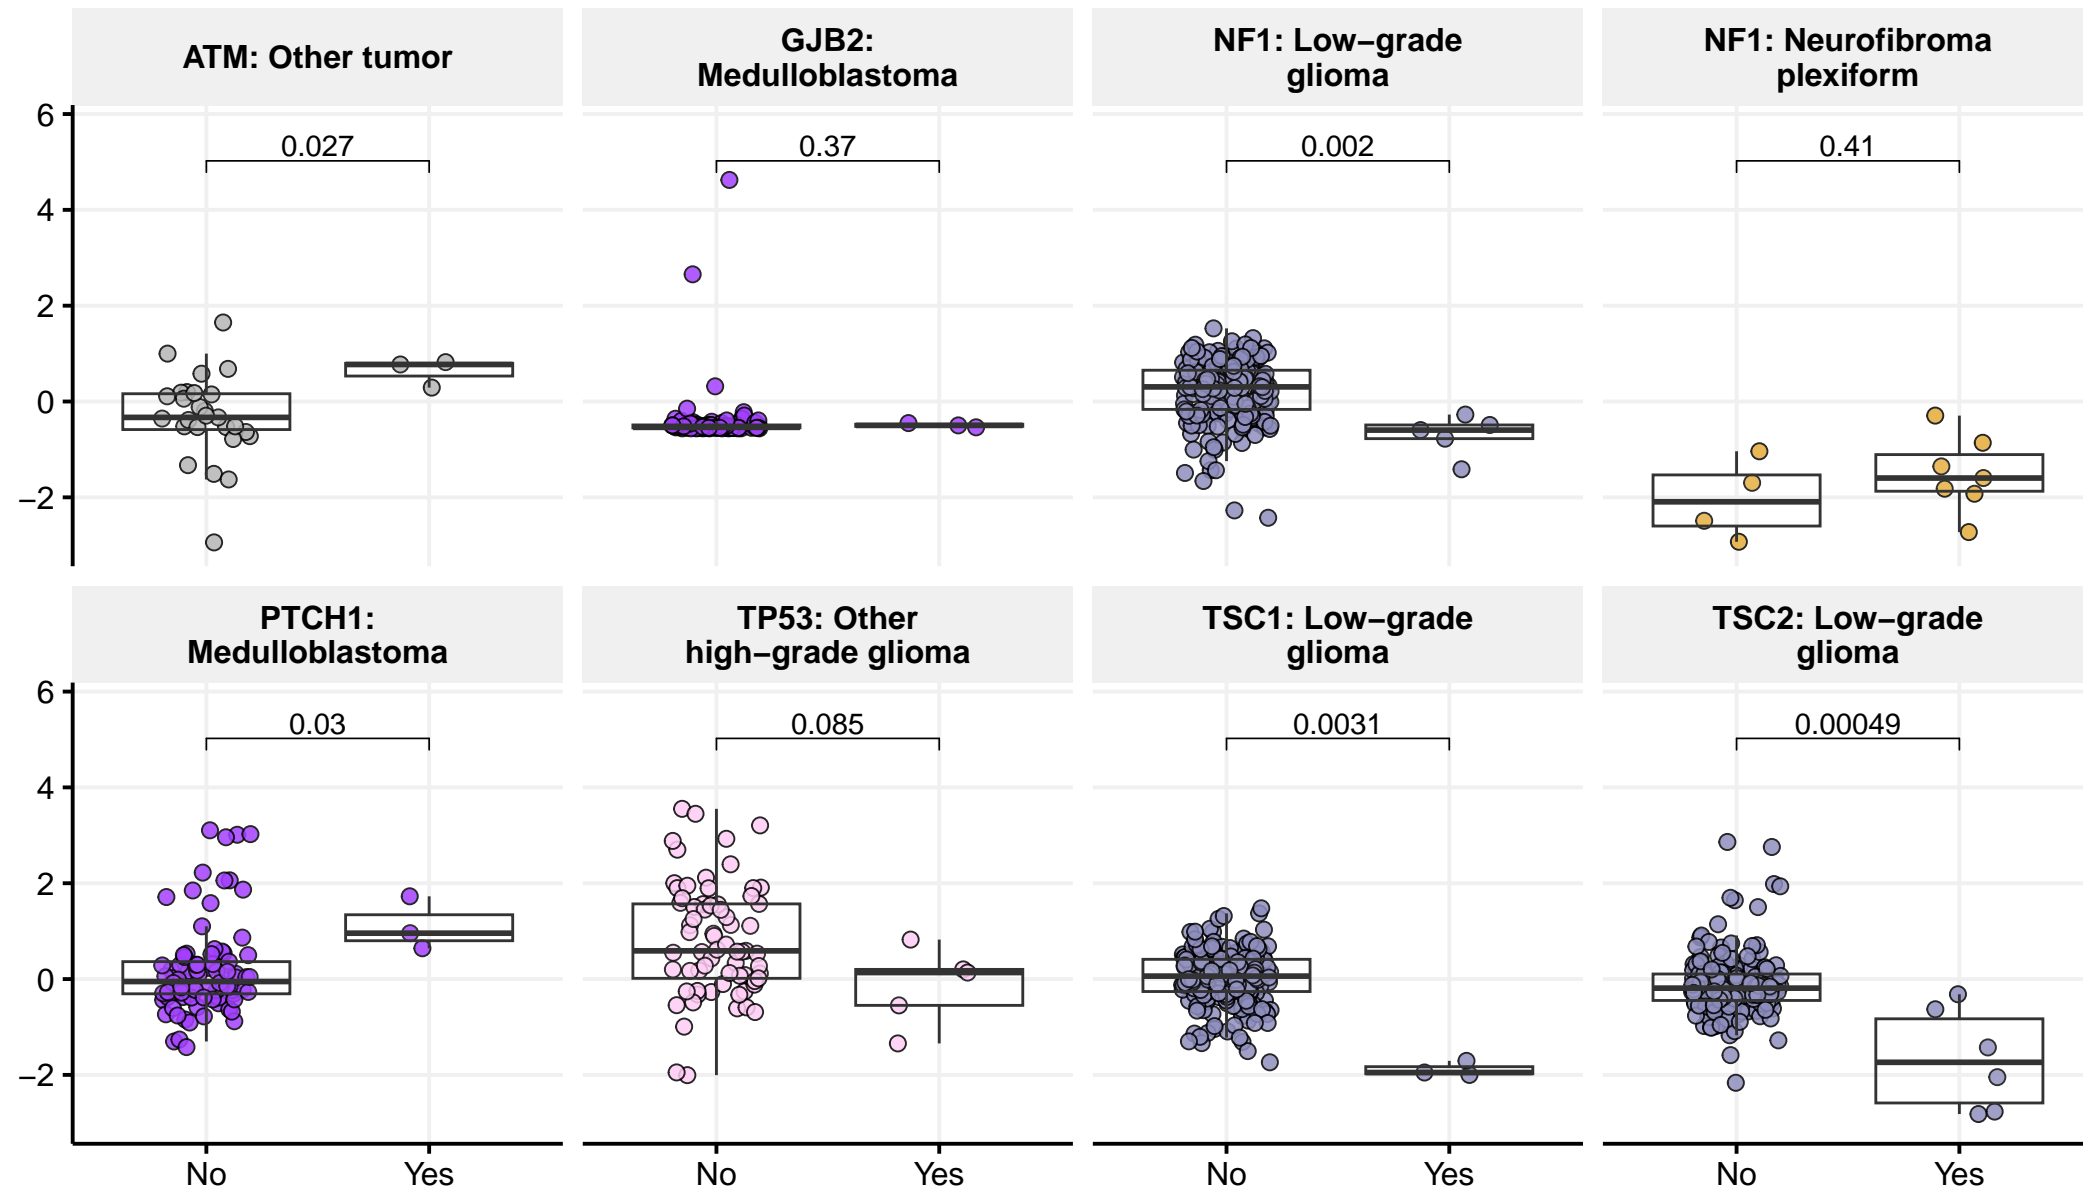 ATM: Other tumor
GJB2:
Medulloblastoma
NF1: Low−grade
glioma
NF1: Neurofibroma
plexiform
6
4
2
0
−2
0.027
0.37
0.002
0.41
PTCH1:
Medulloblastoma
TP53: Other
high−grade glioma
TSC1: Low−grade
glioma
TSC2: Low−grade
glioma
6
4
2
0
−2
0.03
0.085
0.0031
0.00049
No
Yes
No
Yes
No
Yes
No
Yes